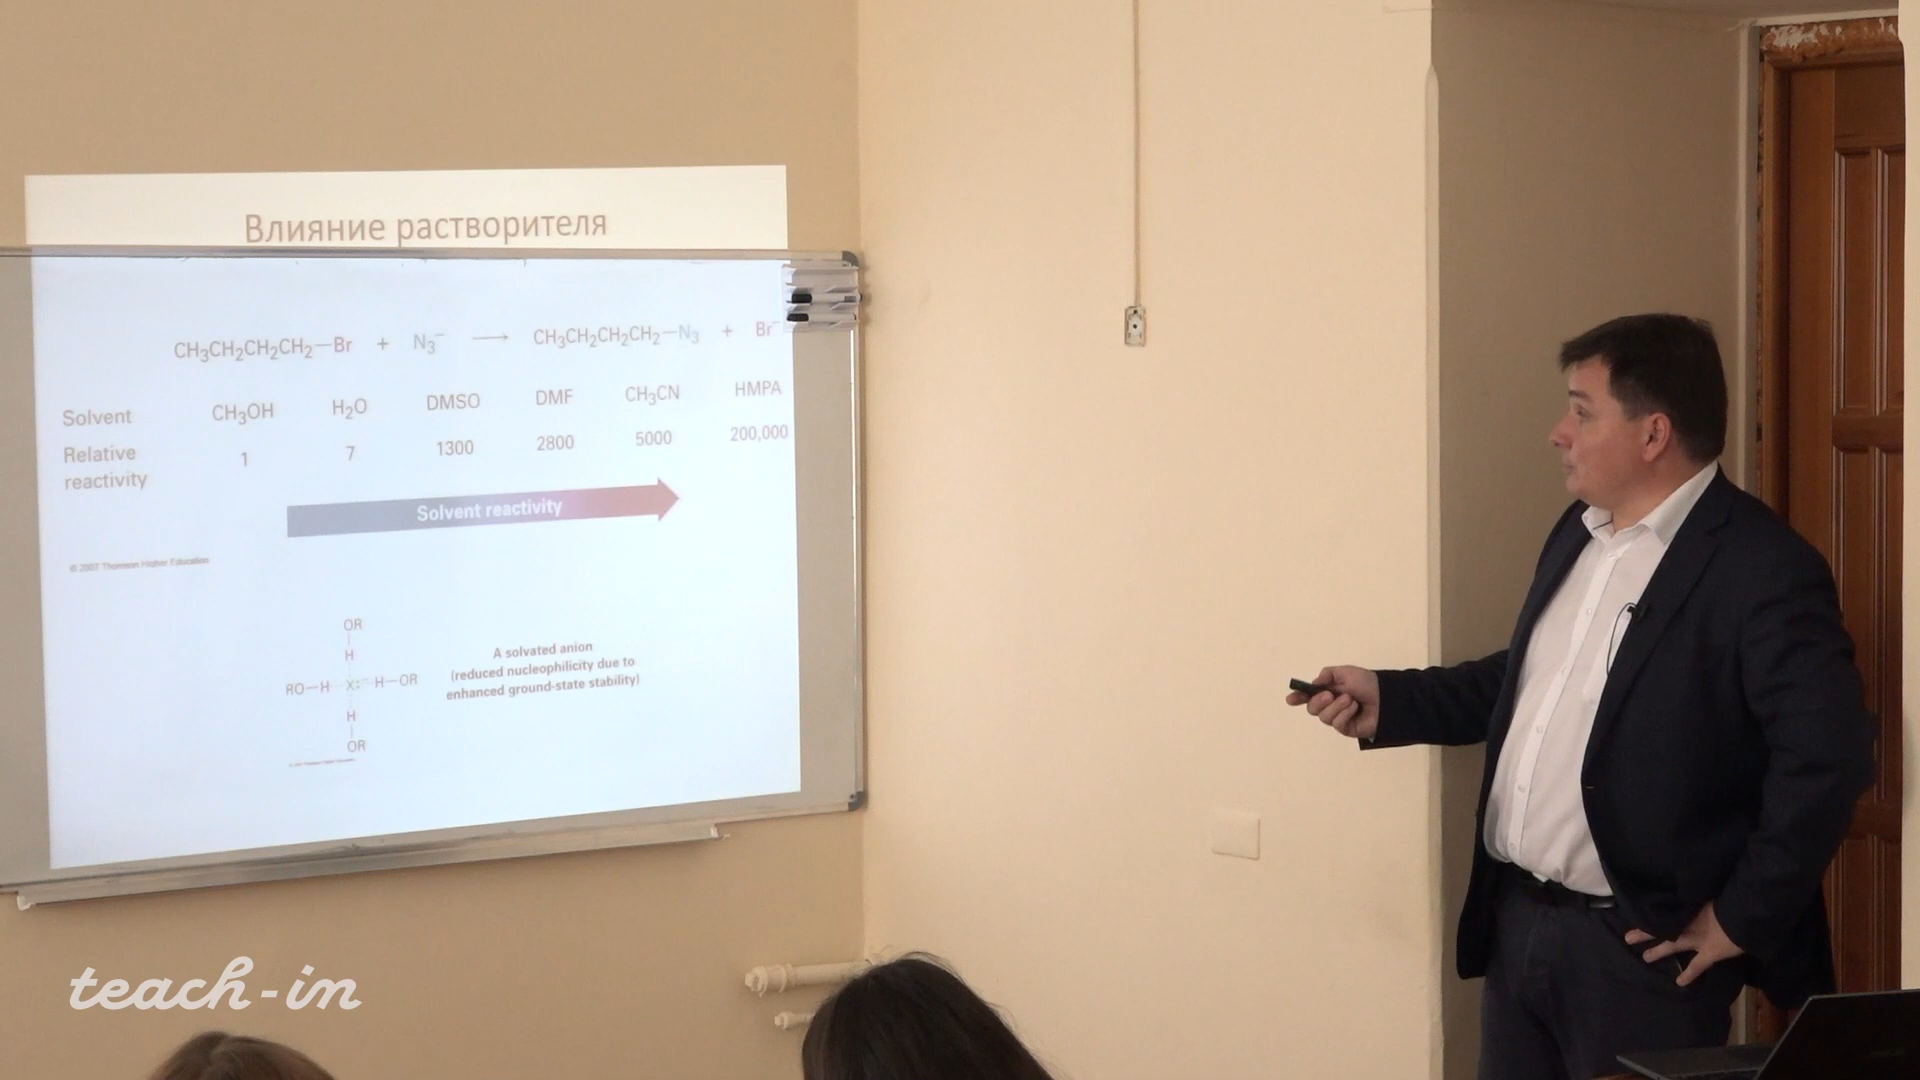 Влияние растворителя
CH₃CH₂CH₂CH₂—Br + N₃⁻ ⟶ CH₃CH₂CH₂CH₂—N₃ + Br⁻
Solvent CH₃OH H₂O DMSO DMF CH₃CN HMPA
Relative reactivity 1 7 1300 2800 5000 200,000
Solvent reactivity
© 2007 Thomson Higher Education
OR
H
RO—H X:⁻ H—OR
H
OR
A solvated anion
(reduced nucleophilicity due to
enhanced ground-state stability)
teach-in